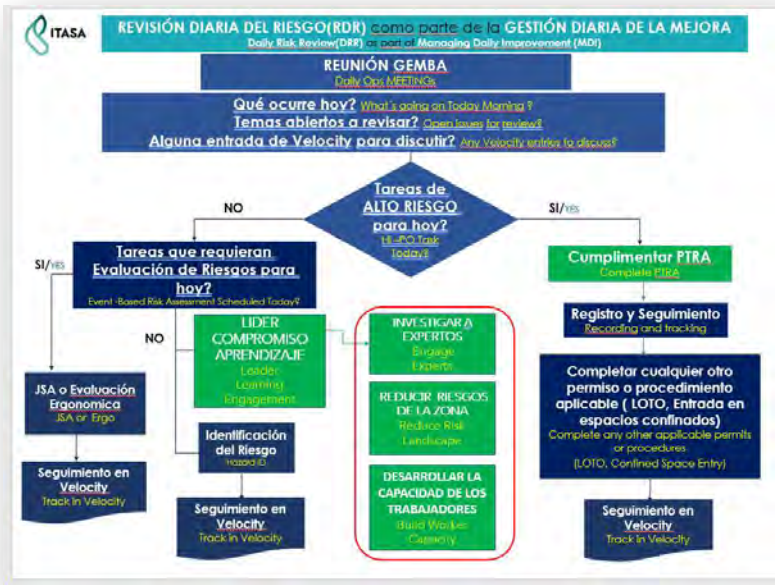 ITASA
REVISIÓN DIARIA DEL RIESGO(RDR) como parte de la GESTIÓN DIARIA DE LA MEJORA
Daily Risk Review(DRR) as part of Managing Daily Improvement (MDI)
REUNIÓN GEMBA
Daily Ops MEETINGs
Qué ocurre hoy? What´s going on Today Morning ?
Temas abiertos a revisar? Open issues for review?
Alguna entrada de Velocity para discutir? Any Velocity entries to discuss?
Tareas de
ALTO RIESGO
para hoy?
HI-PO Task
Today?
NO
SI/YES
Tareas que requieran
Evaluación de Riesgos para
hoy?
Event -Based Risk Assessment Scheduled Today?
SI/YES
NO
JSA o Evaluación
Ergonomica
JSA or Ergo
Seguimiento en
Velocity
Track in Velocity
LIDER
COMPROMISO
APRENDIZAJE
Leader
Learning
Engagement
Identificación
del Riesgo
Hazard ID
Seguimiento en
Velocity
Track in Velocity
INVESTIGAR A
EXPERTOS
Engage
Experts
REDUCIR RIESGOS
DE LA ZONA
Reduce Risk
Landscape
DESARROLLAR LA
CAPACIDAD DE LOS
TRABAJADORES
Build Worker
Capacity
Cumplimentar PTRA
Complete PTRA
Registro y Seguimiento
Recording and tracking
Completar cualquier otro
permiso o procedimiento
aplicable ( LOTO, Entrada en
espacios confinados)
Complete any other applicable permits
or procedures
(LOTO, Confined Space Entry)
Seguimiento en
Velocity
Track in Velocity